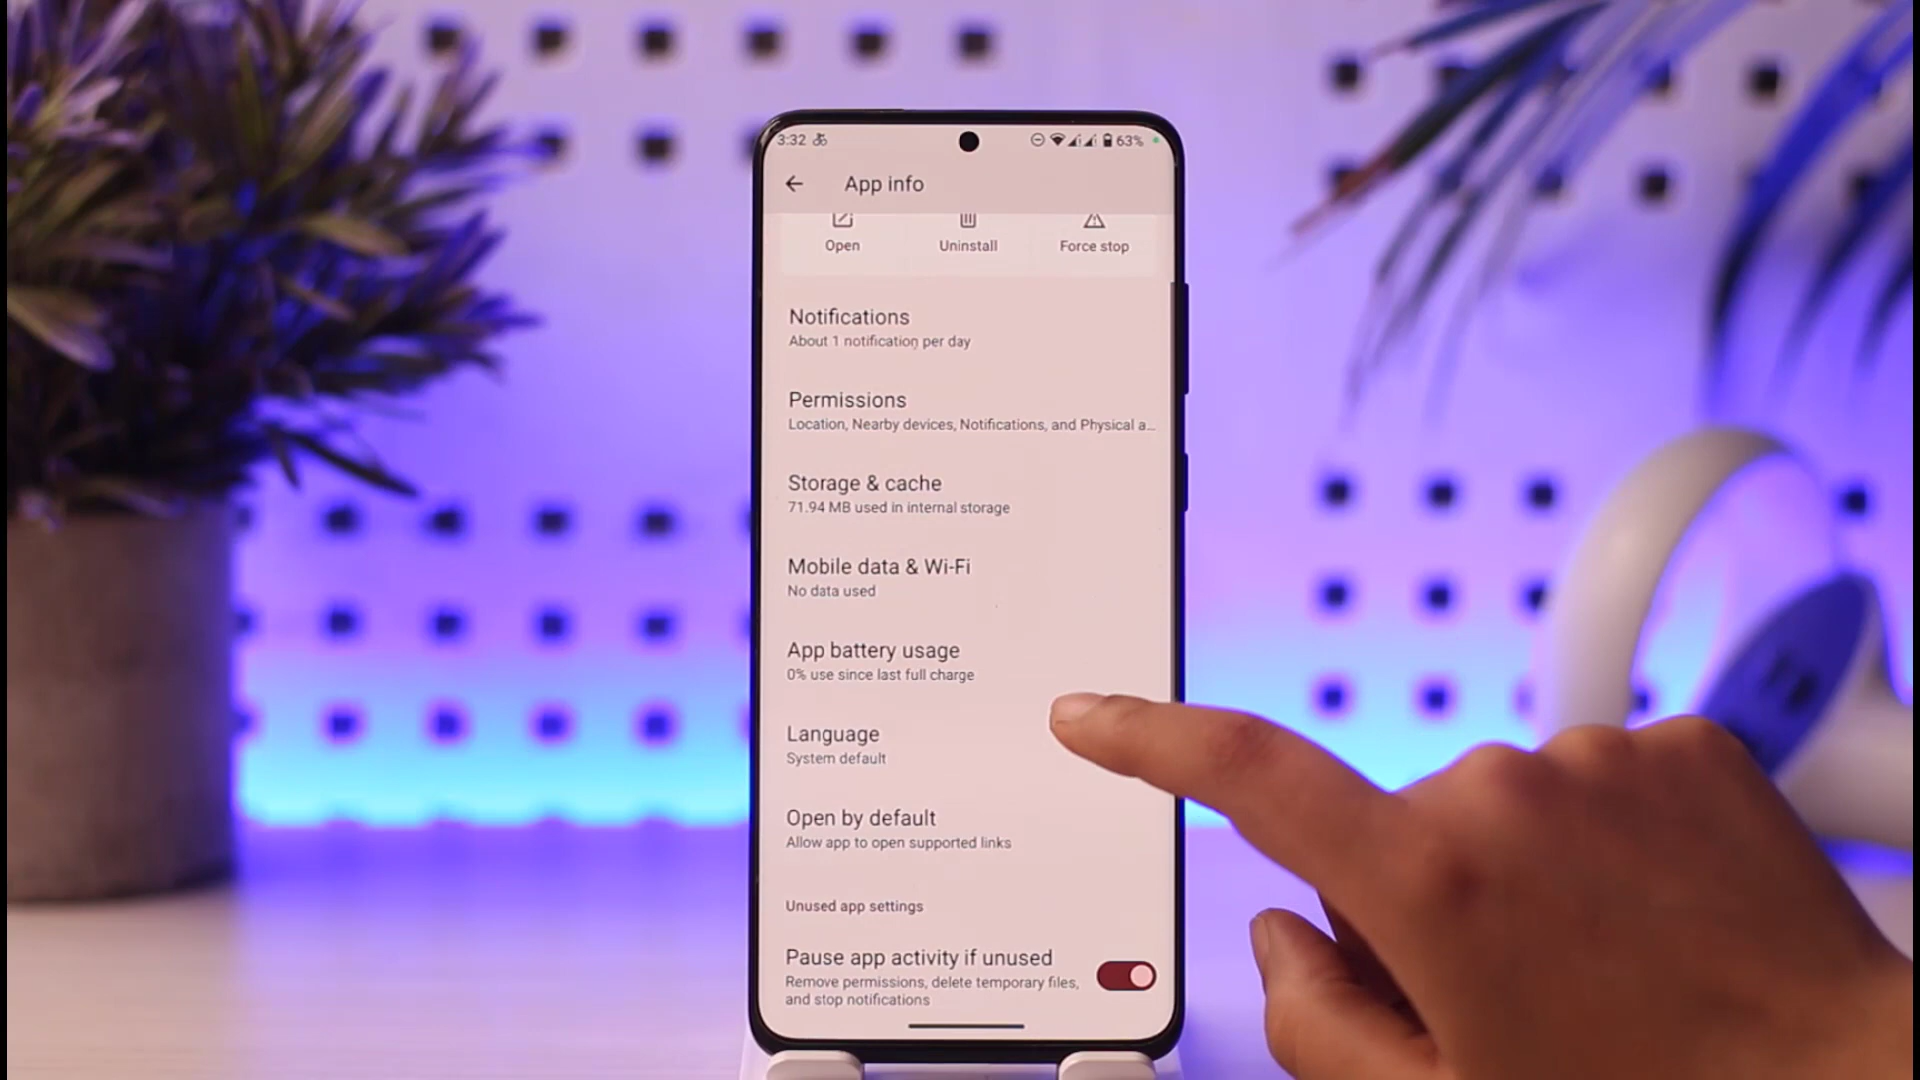 3:32
63%
App info
Open
Uninstall
Force stop
Notifications
About 1 notification per day
Permissions
Location, Nearby devices, Notifications, and Physical a...
Storage & cache
71.94 MB used in internal storage
Mobile data & Wi-Fi
No data used
App battery usage
0% use since last full charge
Language
System default
Open by default
Allow app to open supported links
Unused app settings
Pause app activity if unused
Remove permissions, delete temporary files,
and stop notifications